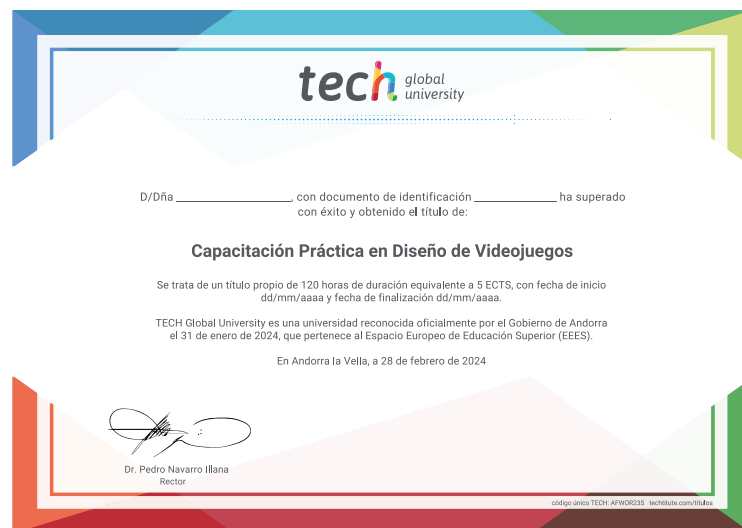 tech global
university
D/Dña ____________________, con documento de identificación ______________ ha superado
con éxito y obtenido el título de:
Capacitación Práctica en Diseño de Videojuegos
Se trata de un título propio de 120 horas de duración equivalente a 5 ECTS, con fecha de inicio
dd/mm/aaaa y fecha de finalización dd/mm/aaaa.
TECH Global University es una universidad reconocida oficialmente por el Gobierno de Andorra
el 31 de enero de 2024, que pertenece al Espacio Europeo de Educación Superior (EEES).
En Andorra la Vella, a 28 de febrero de 2024
Dr. Pedro Navarro Illana
Rector
código único TECH: AFWOR23S techtitute.com/títulos